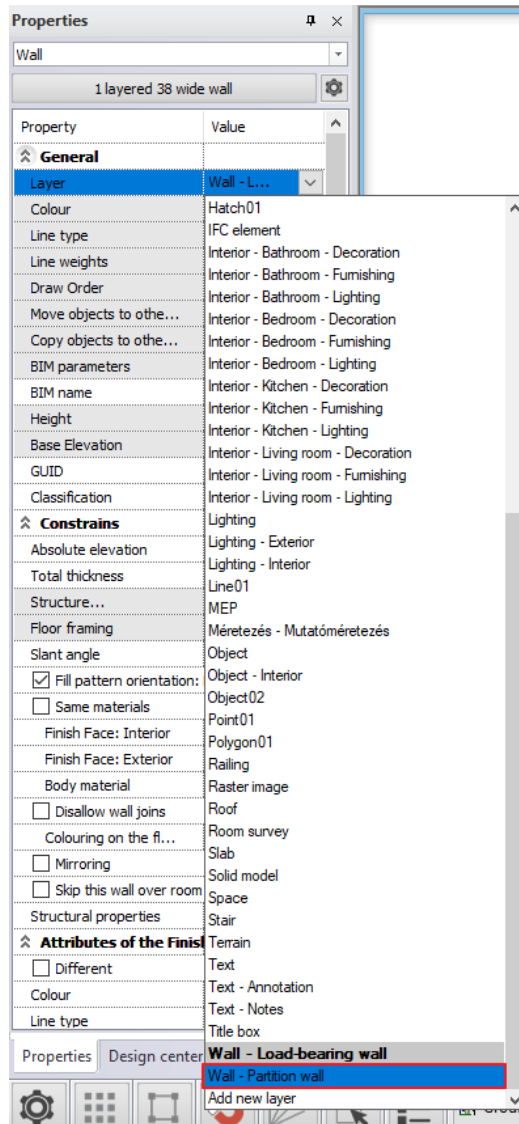 Properties
Wall
1 layered 38 wide wall
Property Value
General
Layer Wall - L...
Colour
Line type
Line weights
Draw Order
Move objects to othe...
Copy objects to othe...
BIM parameters
BIM name
Height
Base Elevation
GUID
Classification
Constrains
Absolute elevation
Total thickness
Structure...
Floor framing
Slant angle
Fill pattern orientation:
Same materials
Finish Face: Interior
Finish Face: Exterior
Body material
Disallow wall joins
Colouring on the fl...
Mirroring
Skip this wall over room
Structural properties
Attributes of the Finis
Different
Colour
Line type
Properties Design center
Hatch01
IFC element
Interior - Bathroom - Decoration
Interior - Bathroom - Furnishing
Interior - Bathroom - Lighting
Interior - Bedroom - Decoration
Interior - Bedroom - Furnishing
Interior - Bedroom - Lighting
Interior - Kitchen - Decoration
Interior - Kitchen - Furnishing
Interior - Kitchen - Lighting
Interior - Living room - Decoration
Interior - Living room - Furnishing
Interior - Living room - Lighting
Lighting
Lighting - Exterior
Lighting - Interior
Line01
MEP
Méretezés - Mutatóméretezés
Object
Object - Interior
Object02
Point01
Polygon01
Railing
Raster image
Roof
Room survey
Slab
Solid model
Space
Stair
Terrain
Text
Text - Annotation
Text - Notes
Title box
Wall - Load-bearing wall
Wall - Partition wall
Add new layer